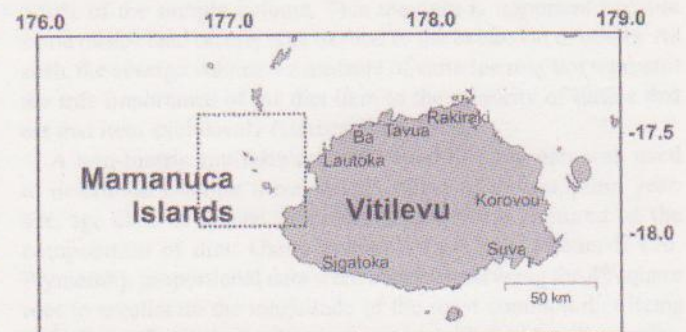 176.0 177.0 178.0 179.0
Rakiraki
Ba Tavua
-17.5
Lautoka
Mamanuca
Islands
Vitilevu
Korovou
-18.0
Suva
Sigatoka
50 km